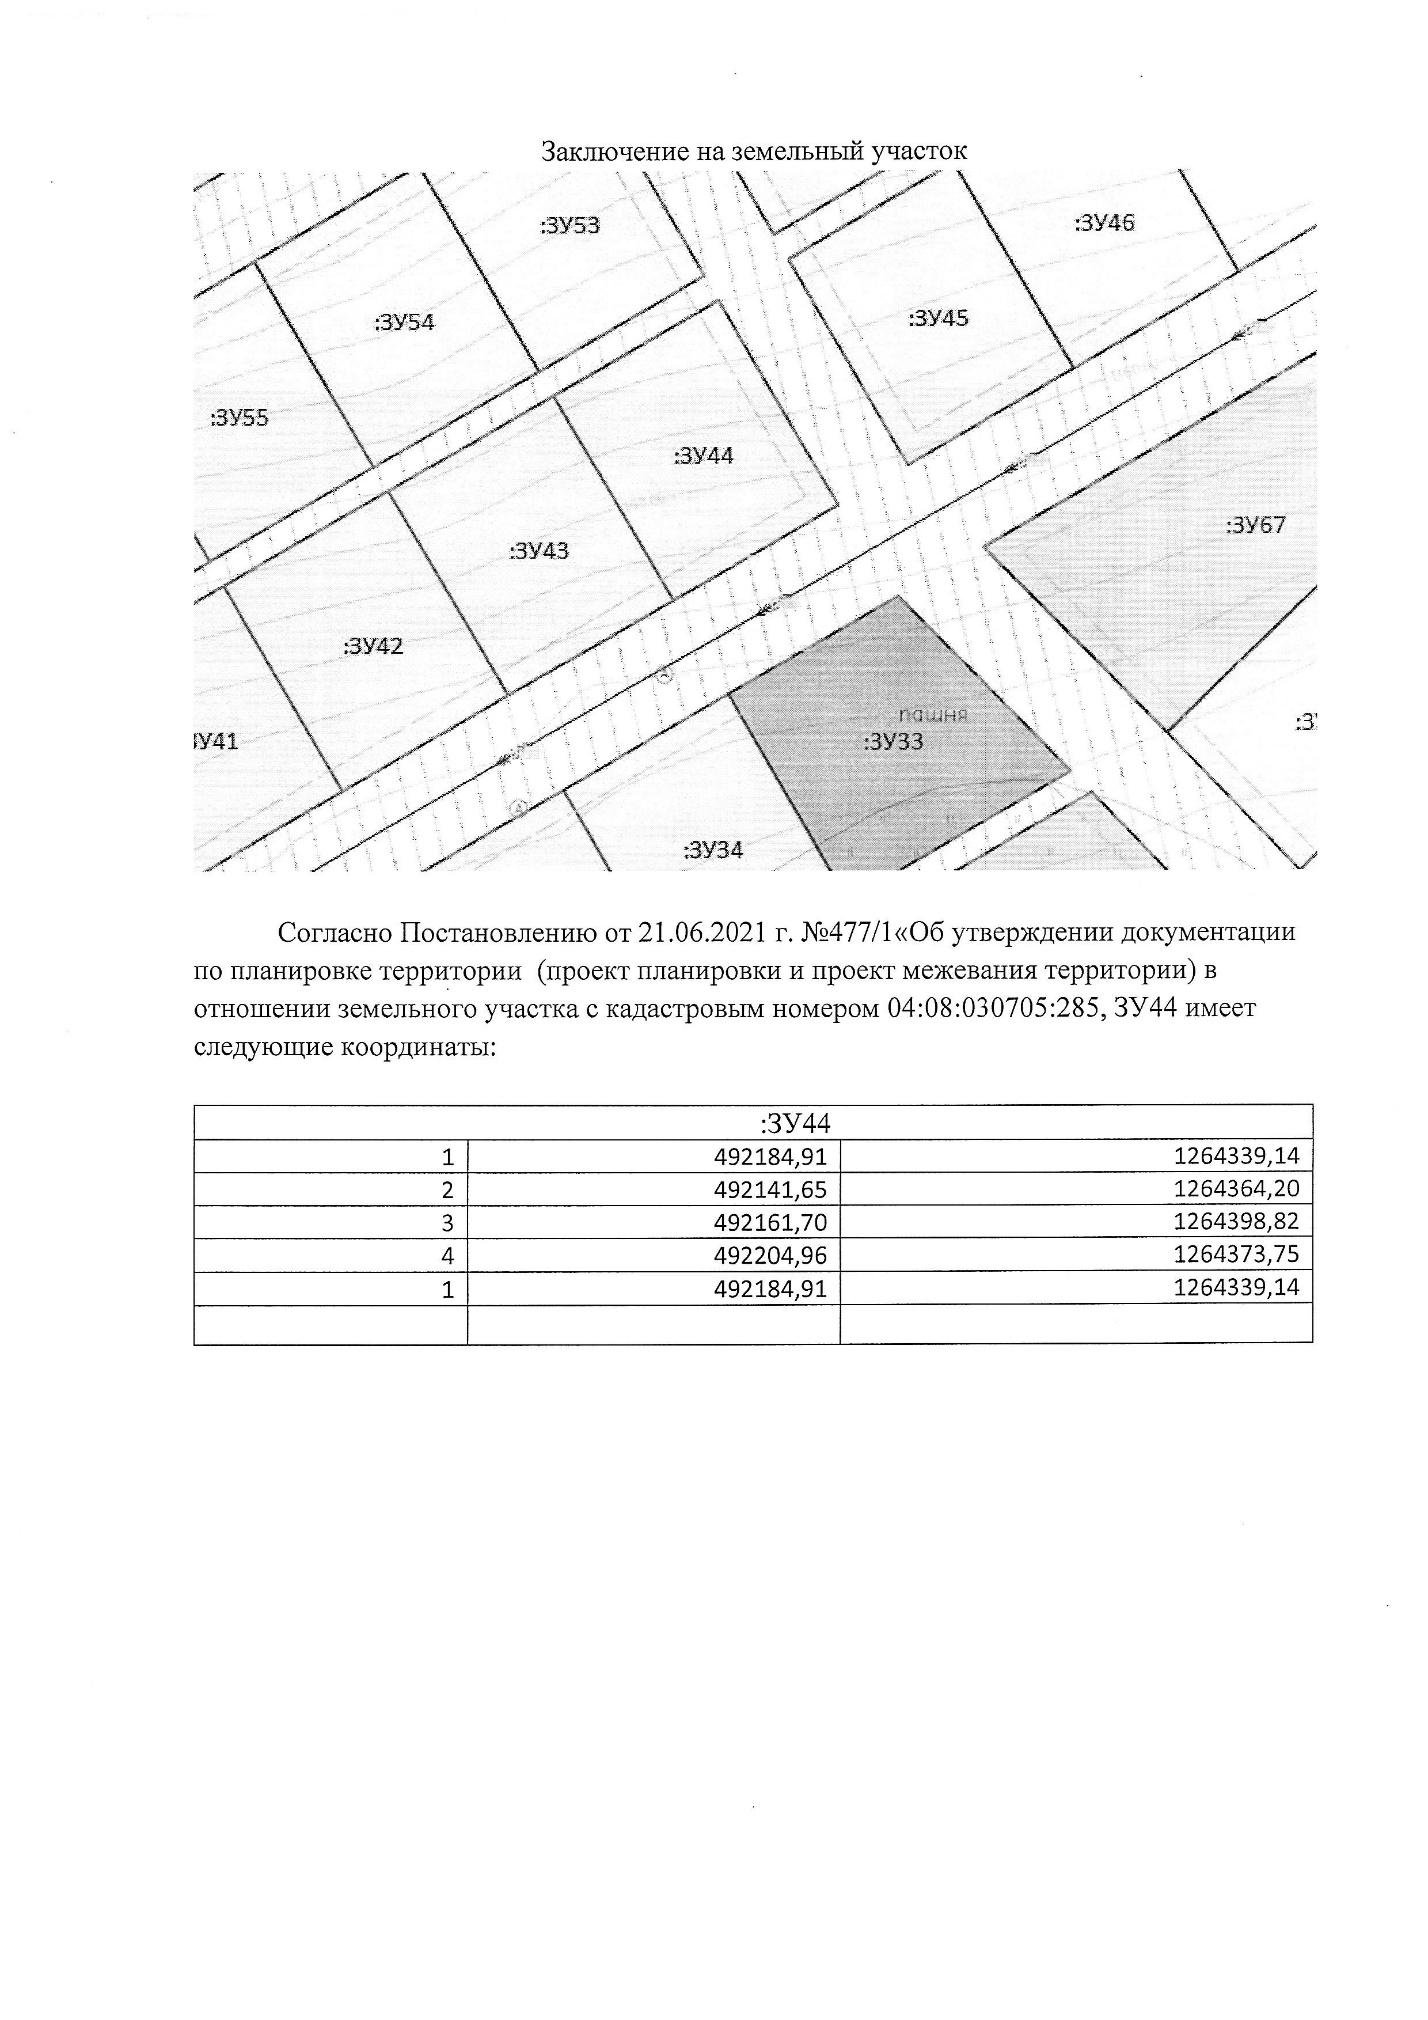 Заключение на земельный участок
:ЗУ53
:ЗУ46
:ЗУ54
:ЗУ45
:ЗУ55
:ЗУ44
:ЗУ67
:ЗУ43
:ЗУ42
пашня
:ЗУ33
ЗУ41
:ЗУ34
Согласно Постановлению от 21.06.2021 г. №477/1«Об утверждении документации
по планировке территории (проект планировки и проект межевания территории) в
отношении земельного участка с кадастровым номером 04:08:030705:285, ЗУ44 имеет
следующие координаты:
:ЗУ44
1 492184,91 1264339,14
2 492141,65 1264364,20
3 492161,70 1264398,82
4 492204,96 1264373,75
1 492184,91 1264339,14